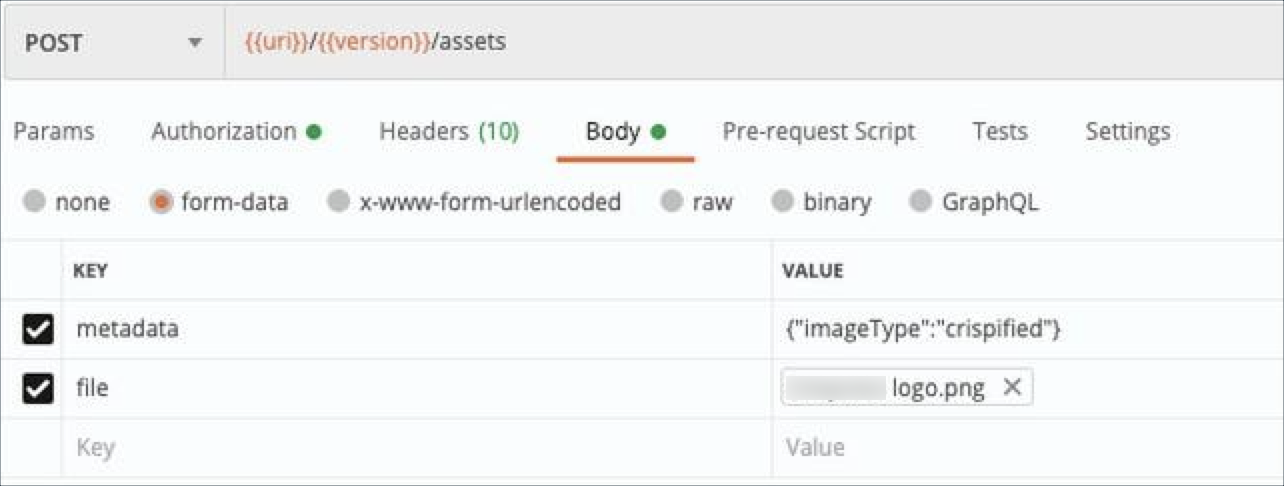 POST {{uri}}/{{version}}/assets
Params Authorization Headers (10) Body Pre-request Script Tests Settings
none form-data x-www-form-urlencoded raw binary GraphQL
KEY VALUE
metadata {"imageType":"crispified"}
file logo.png
Key Value